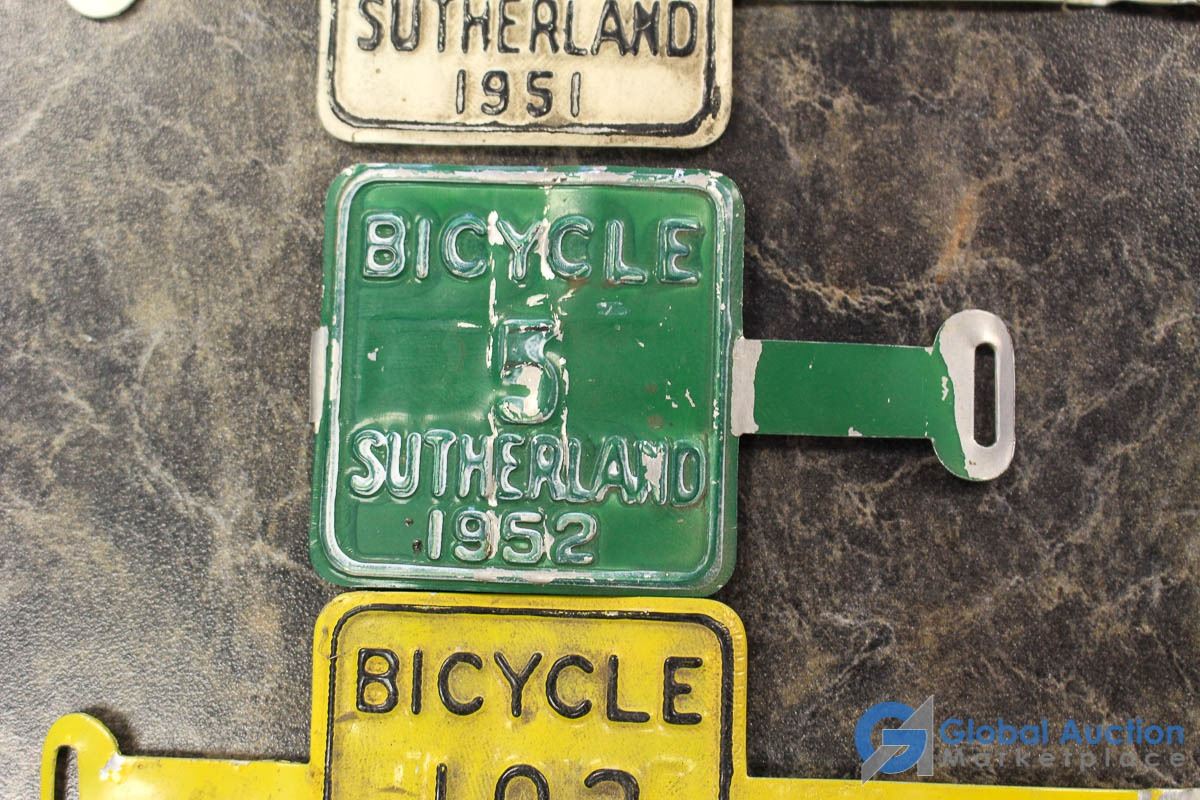 SUTHERLAND
1951
BICYCLE
5
SUTHERLAND
1952
BICYCLE
Global Auction
Marketplace